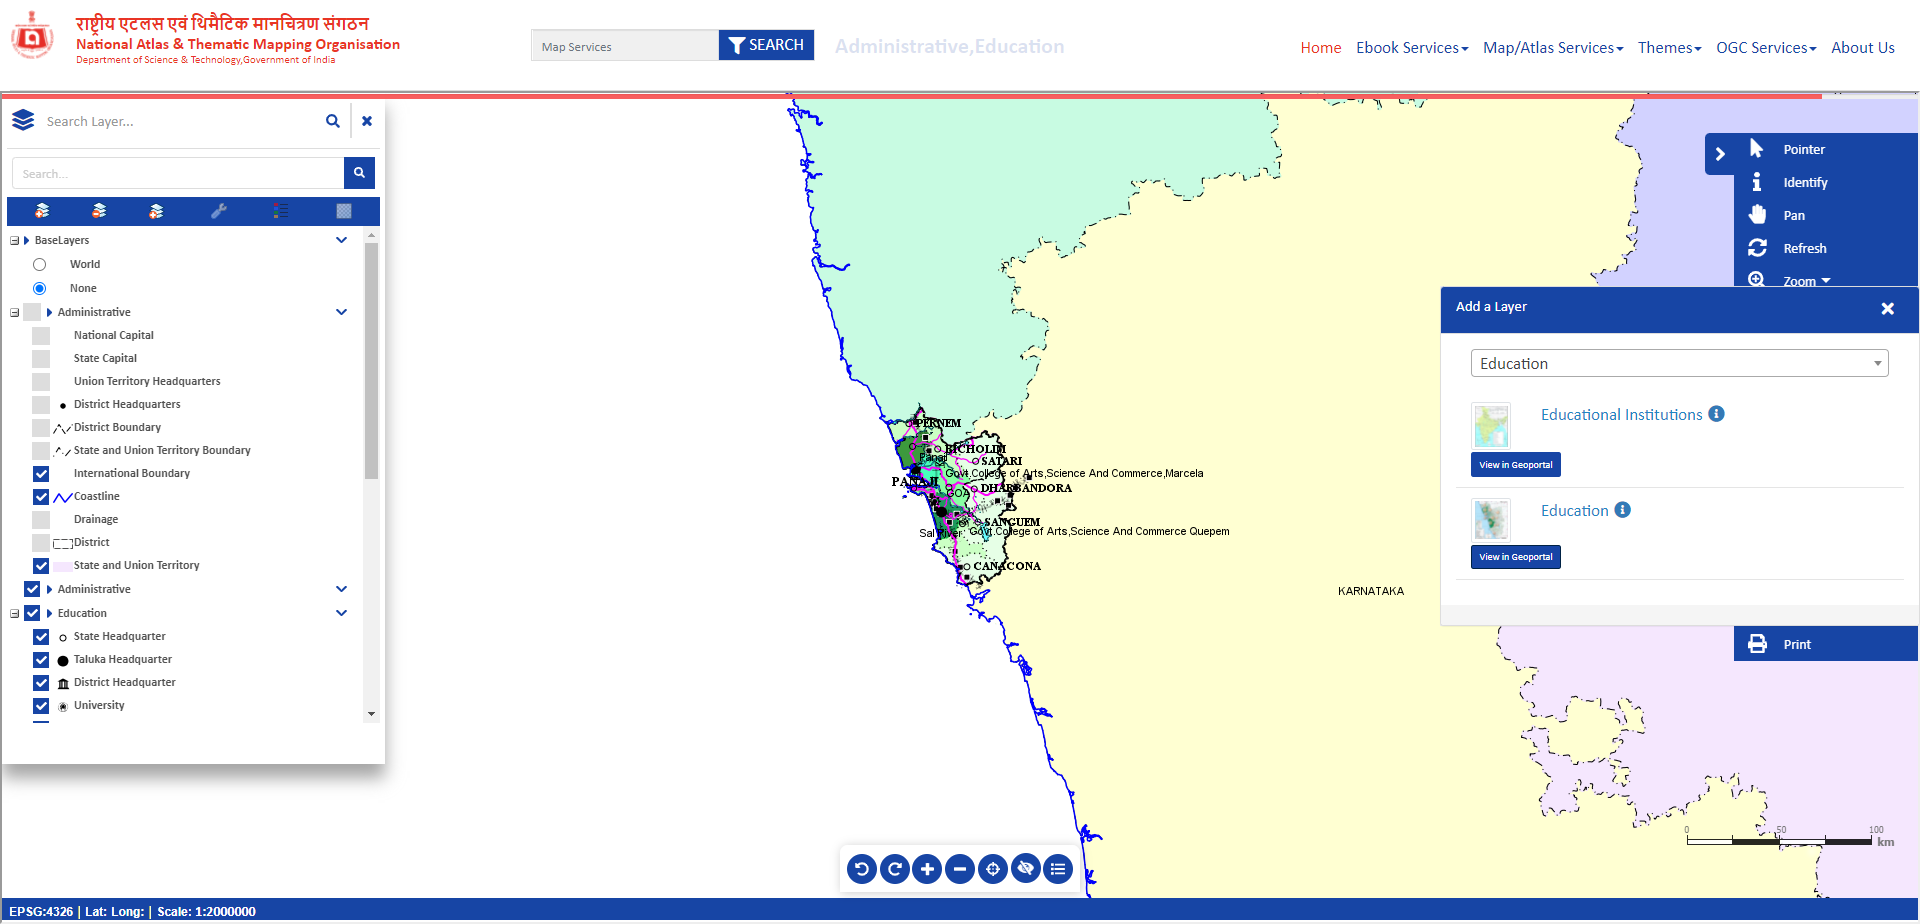 राष्ट्रीय एटलस एवं थिमैटिक मानचित्रण संगठन
National Atlas & Thematic Mapping Organisation
Department of Science & Technology,Government of India
Map Services
SEARCH
Administrative,Education
Home
Ebook Services
Map/Atlas Services
Themes
OGC Services
About Us
Search Layer...
Search...
BaseLayers
World
None
Administrative
National Capital
State Capital
Union Territory Headquarters
District Headquarters
District Boundary
State and Union Territory Boundary
International Boundary
Coastline
Drainage
District
State and Union Territory
Administrative
Education
State Headquarter
Taluka Headquarter
District Headquarter
University
PERNEM
BICHOLIM
Panaji
SATARI
Govt.College of Arts,Science And Commerce,Marcela
PANAJI
GOA
DHARBANDORA
SANGUEM
Sal River
Govt.College of Arts,Science And Commerce Quepem
CANACONA
KARNATAKA
Pointer
Identify
Pan
Refresh
Zoom
Add a Layer
Education
Educational Institutions
View in Geoportal
Education
View in Geoportal
Print
0 50 100
km
EPSG:4326 | Lat: Long: | Scale: 1:2000000